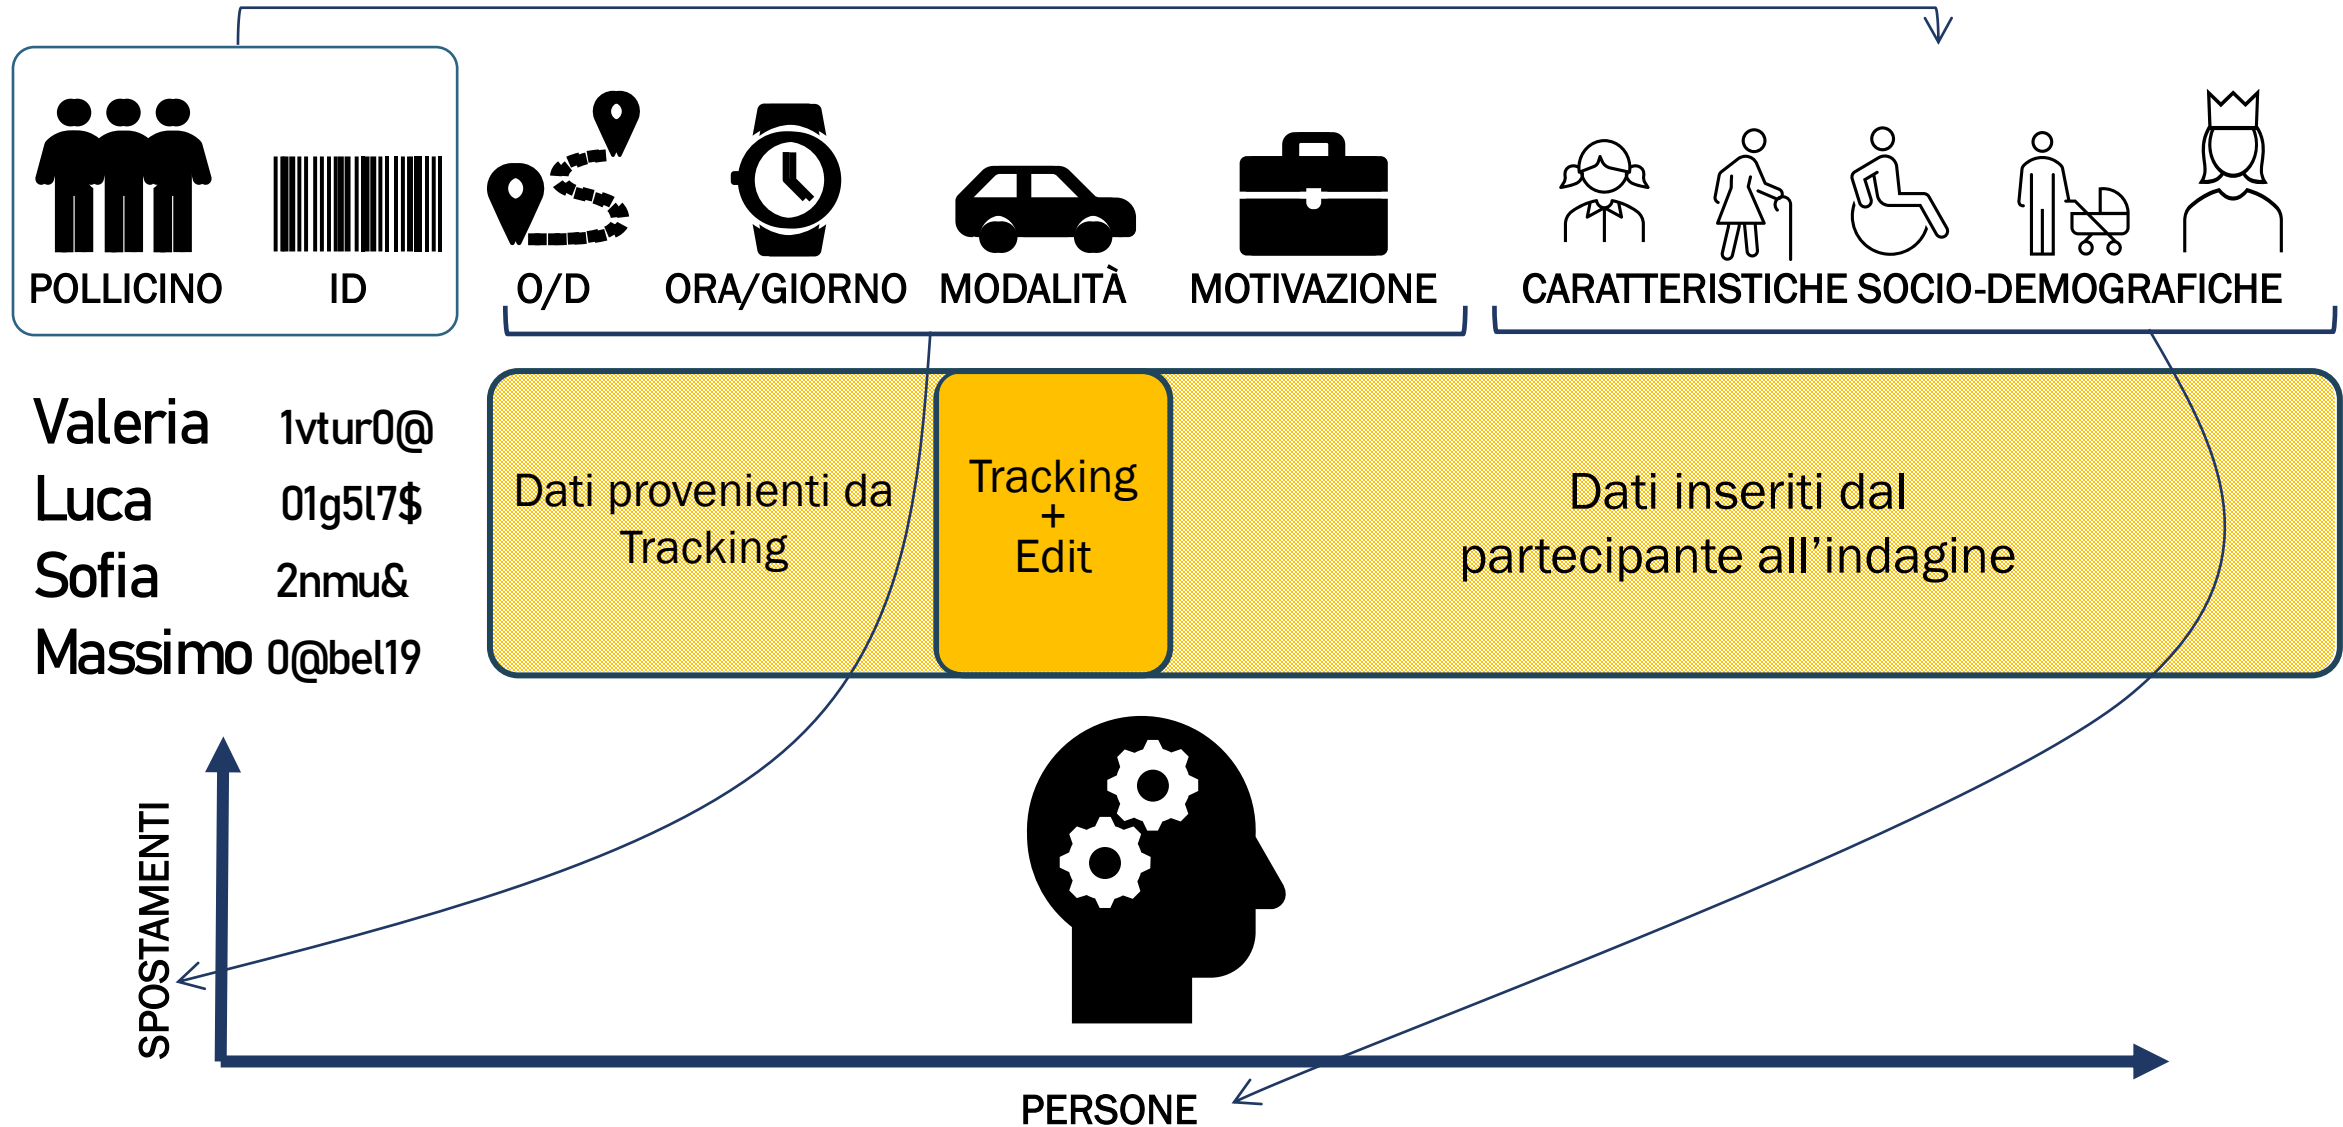 POLLICINO
ID
O/D
ORA/GIORNO
MODALITÀ
MOTIVAZIONE
CARATTERISTICHE SOCIO-DEMOGRAFICHE
Valeria 1vtur0@
Luca 01g5l7$
Sofia 2nmu&
Massimo 0@bel19
Dati provenienti da
Tracking
Tracking
+
Edit
Dati inseriti dal
partecipante all’indagine
SPOSTAMENTI
PERSONE